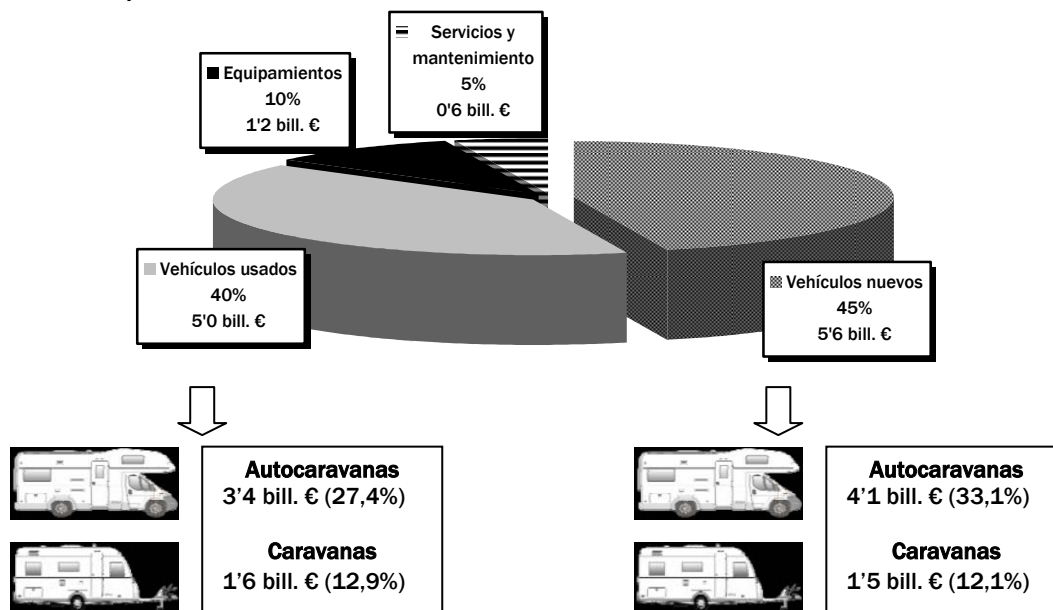 Servicios y
mantenimiento
5%
0'6 bill. €
Equipamientos
10%
1'2 bill. €
Vehículos usados
40%
5'0 bill. €
Vehículos nuevos
45%
5'6 bill. €
Autocaravanas
3'4 bill. € (27,4%)
Caravanas
1'6 bill. € (12,9%)
Autocaravanas
4'1 bill. € (33,1%)
Caravanas
1'5 bill. € (12,1%)